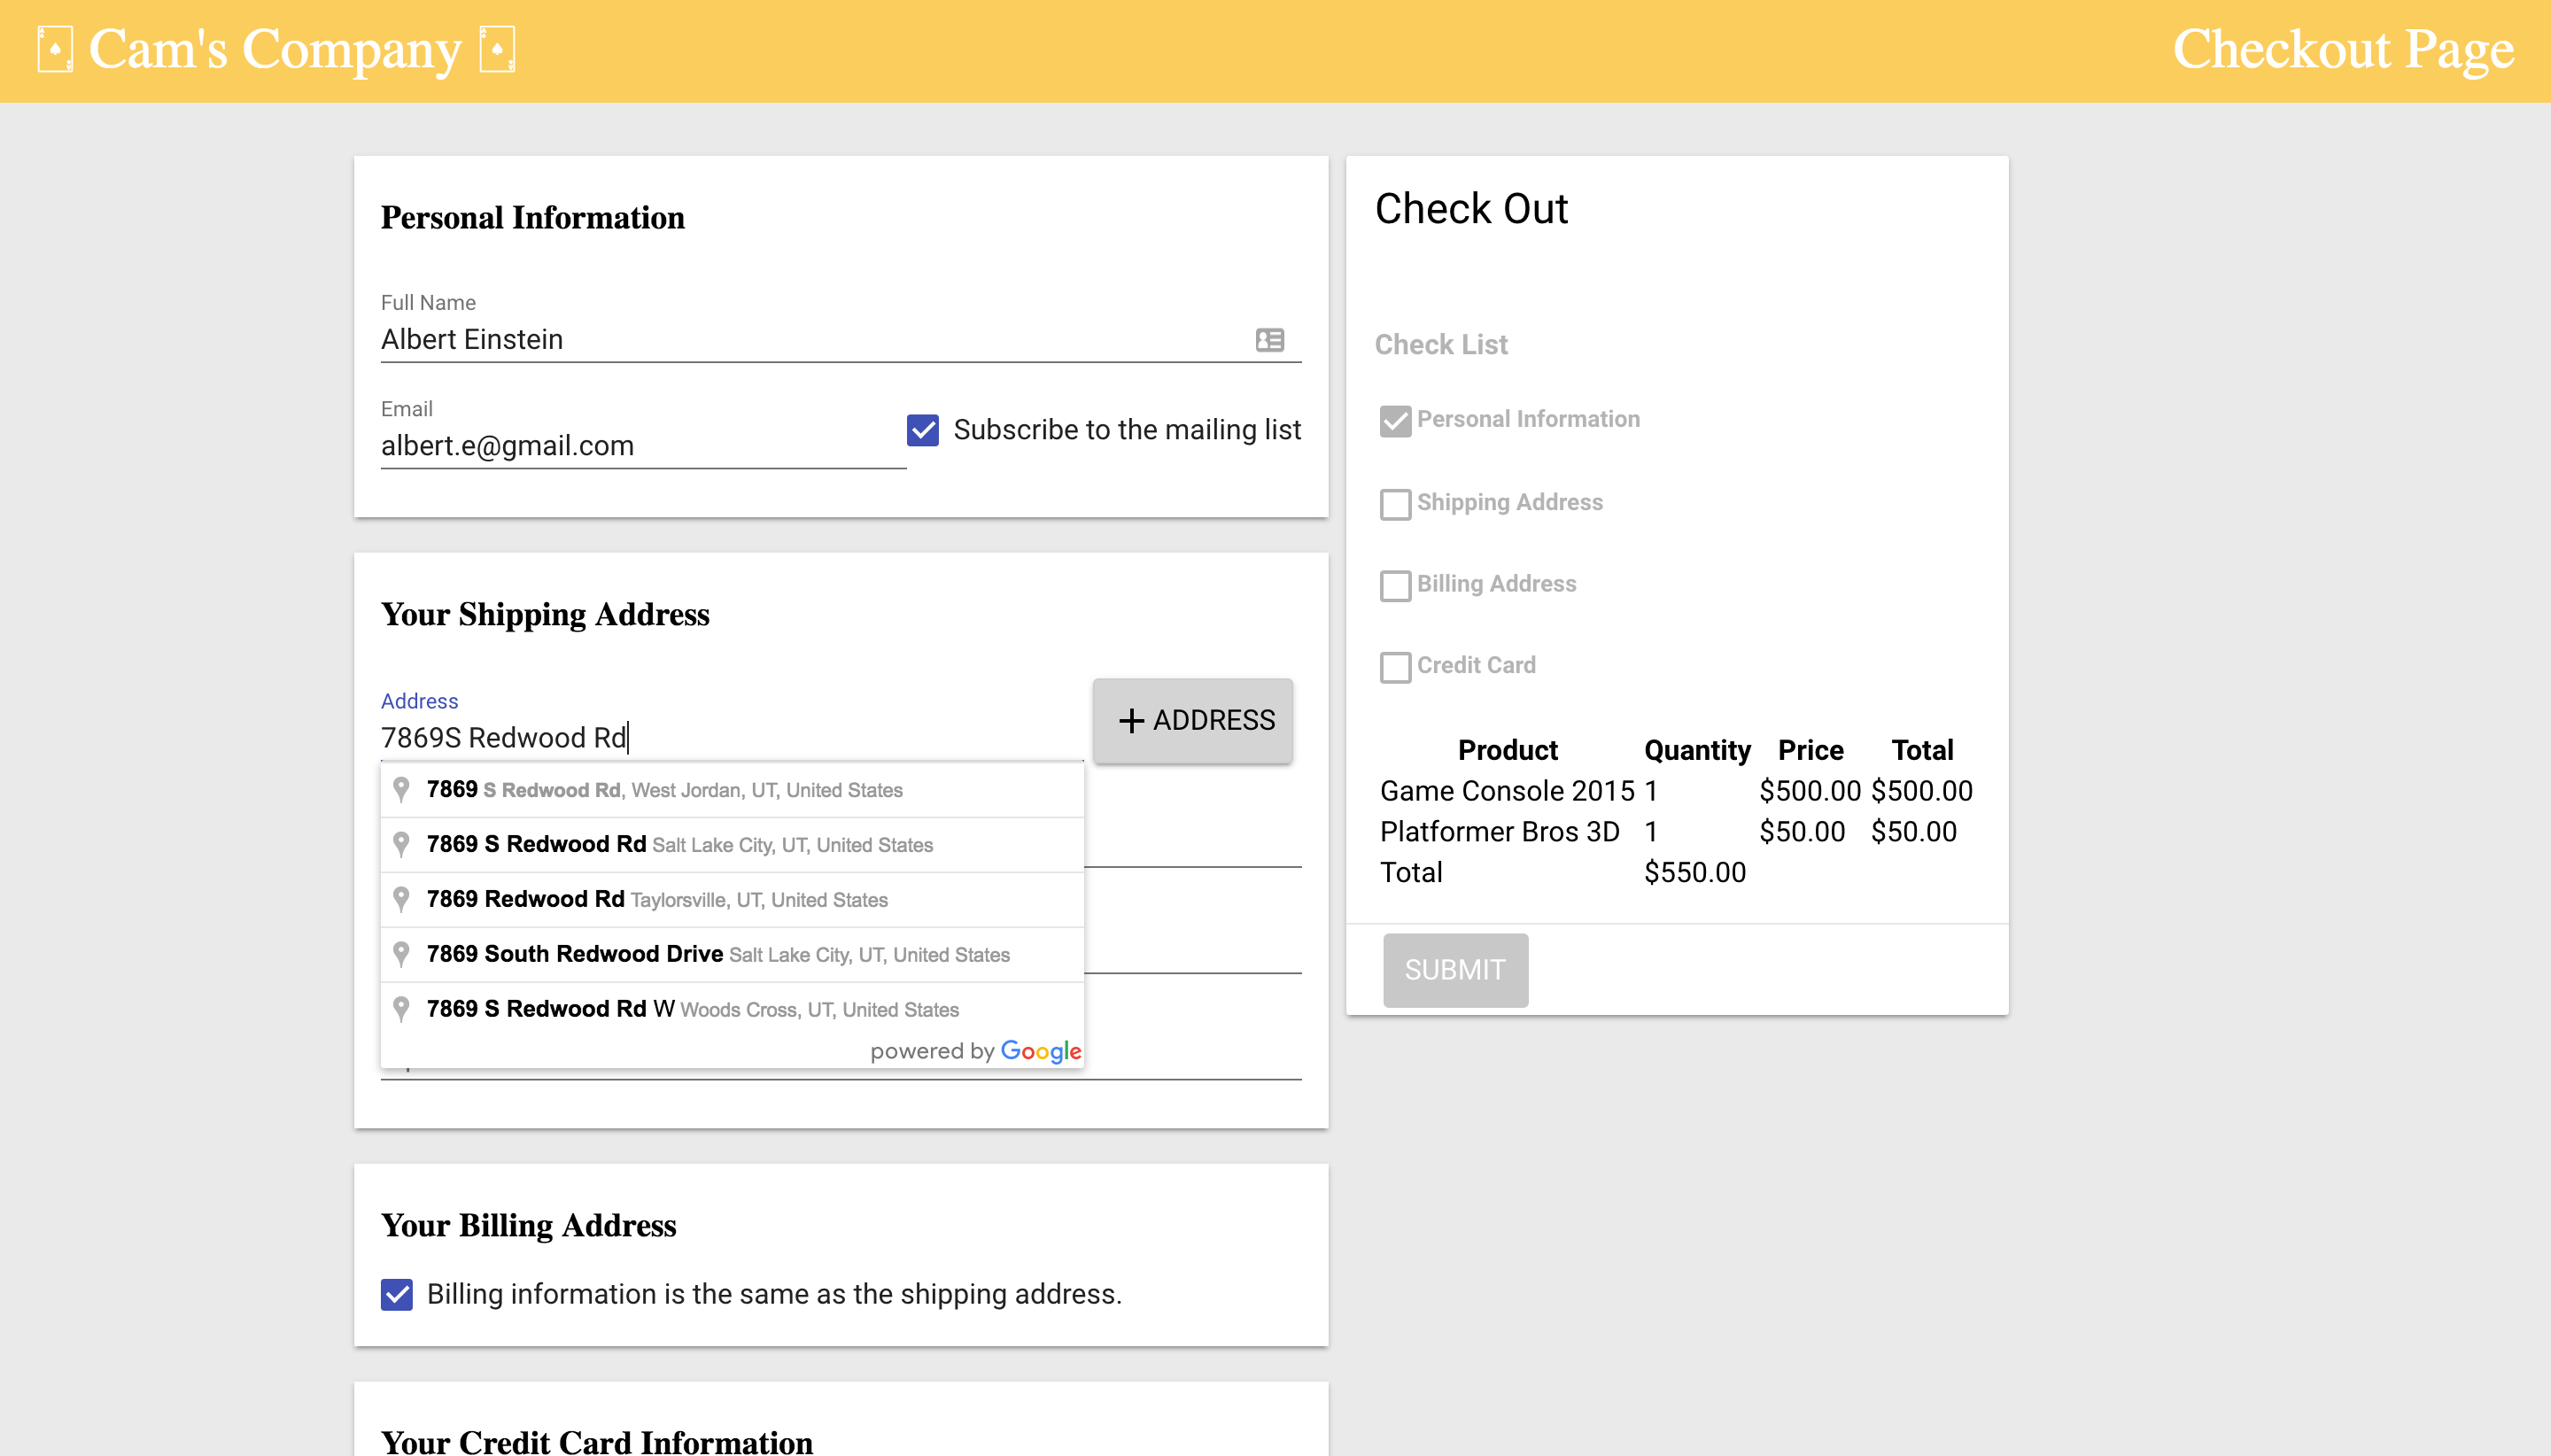 Cam's Company
Checkout Page
Personal Information
Full Name
Albert Einstein
Email
albert.e@gmail.com
Subscribe to the mailing list
Your Shipping Address
Address
7869S Redwood Rd
+ ADDRESS
7869 S Redwood Rd, West Jordan, UT, United States
7869 S Redwood Rd Salt Lake City, UT, United States
7869 Redwood Rd Taylorsville, UT, United States
7869 South Redwood Drive Salt Lake City, UT, United States
7869 S Redwood Rd W Woods Cross, UT, United States
powered by Google
Your Billing Address
Billing information is the same as the shipping address.
Your Credit Card Information
Check Out
Check List
Personal Information
Shipping Address
Billing Address
Credit Card
Product Quantity Price Total
Game Console 2015 1 $500.00 $500.00
Platformer Bros 3D 1 $50.00 $50.00
Total $550.00
SUBMIT